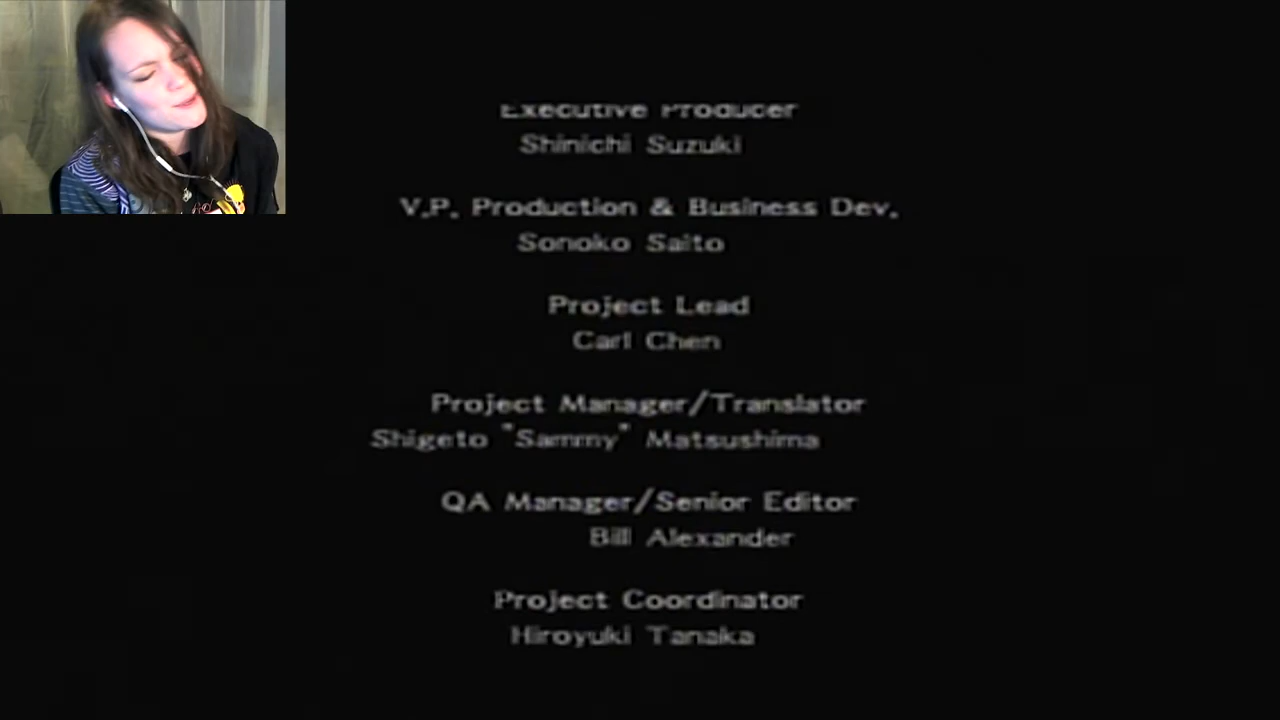 Executive Producer
Shinichi Suzuki
V.P. Production & Business Dev.
Sonoko Saito
Project Lead
Carl Chen
Project Manager/Translator
Shigeto "Sammy" Matsushima
QA Manager/Senior Editor
Bill Alexander
Project Coordinator
Hiroyuki Tanaka